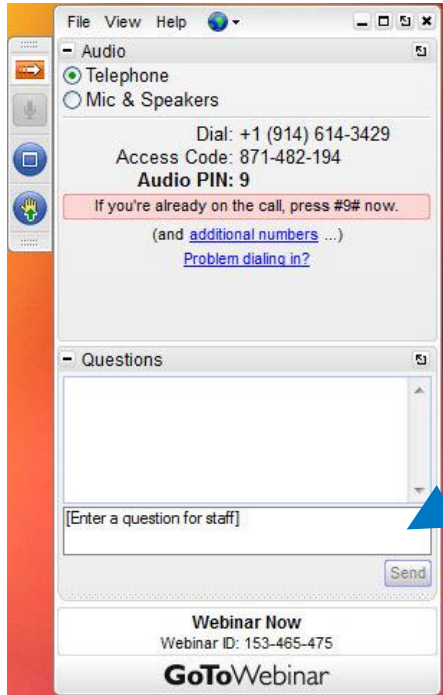 File View Help
Audio
Telephone
Mic & Speakers
Dial: +1 (914) 614-3429
Access Code: 871-482-194
Audio PIN: 9
If you're already on the call, press #9# now.
(and additional numbers ...)
Problem dialing in?
Questions
[Enter a question for staff]
Send
Webinar Now
Webinar ID: 153-465-475
GoToWebinar